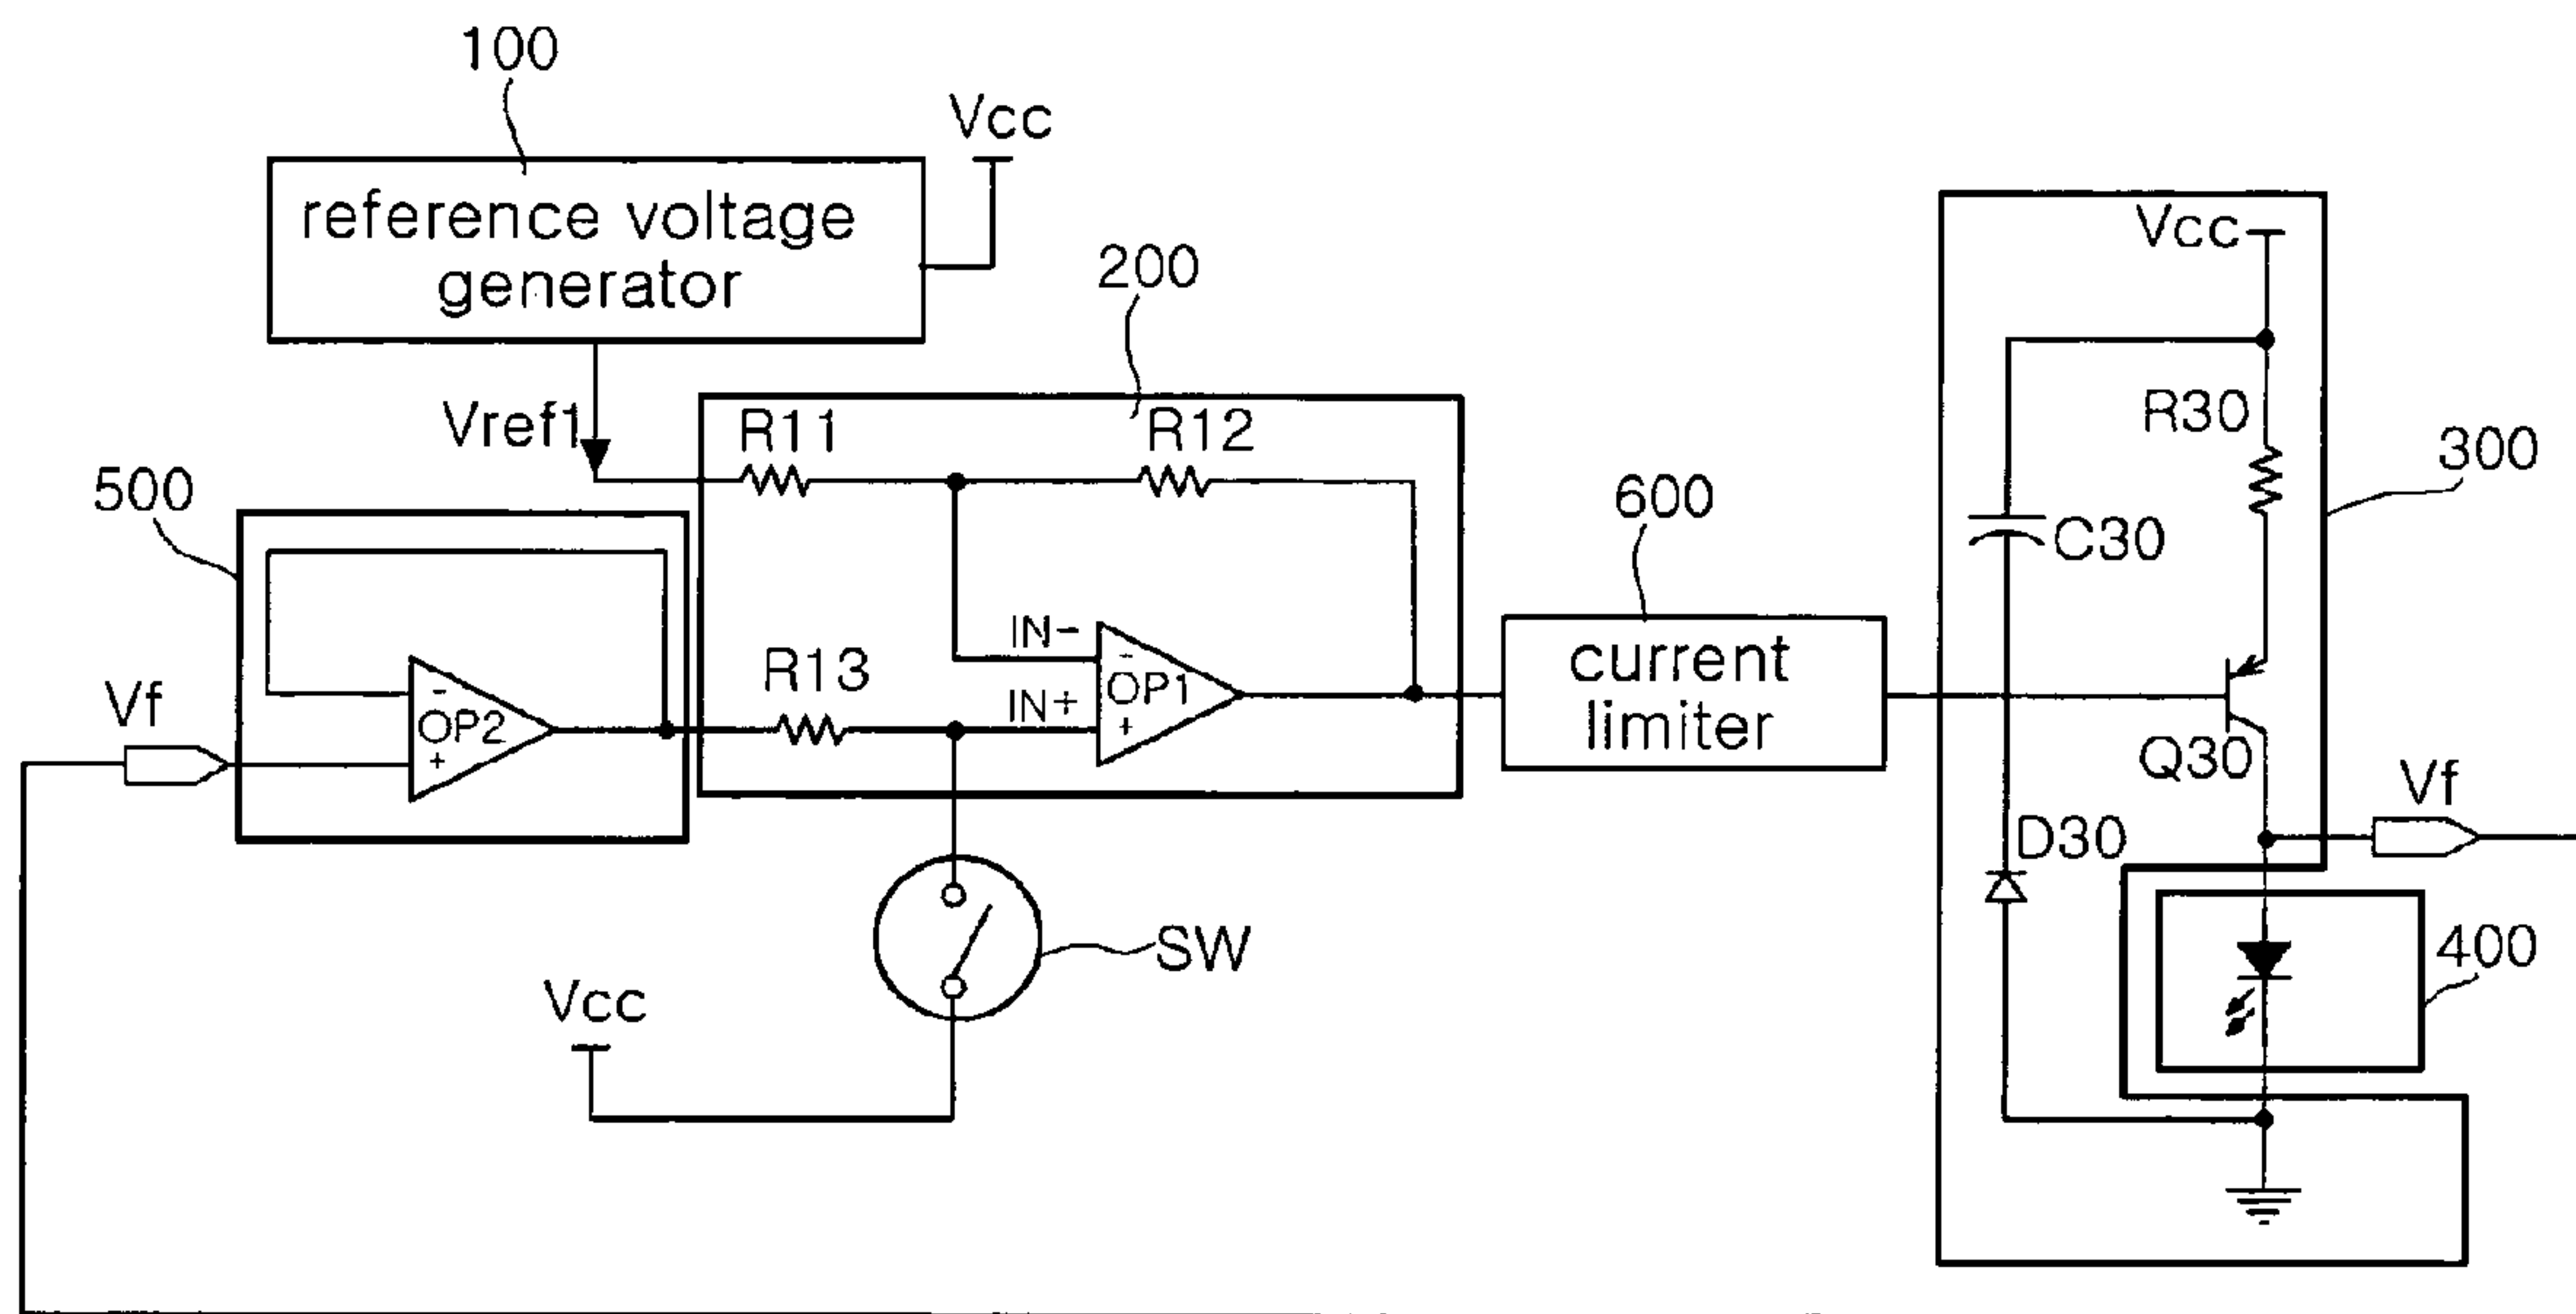 100
Vcc
reference voltage
generator
200
Vcc
Vref1
R11
R12
R30
300
500
600
C30
IN-
current
limiter
R13
-
OP1
+
IN+
Vf
-
OP2
+
Q30
Vf
D30
SW
400
Vcc